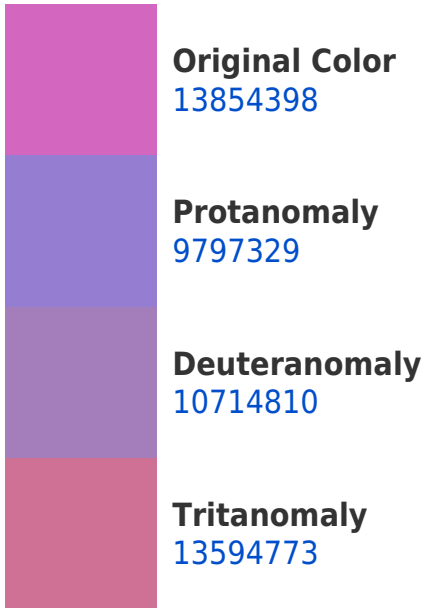 Original Color
13854398
Protanomaly
9797329
Deuteranomaly
10714810
Tritanomaly
13594773